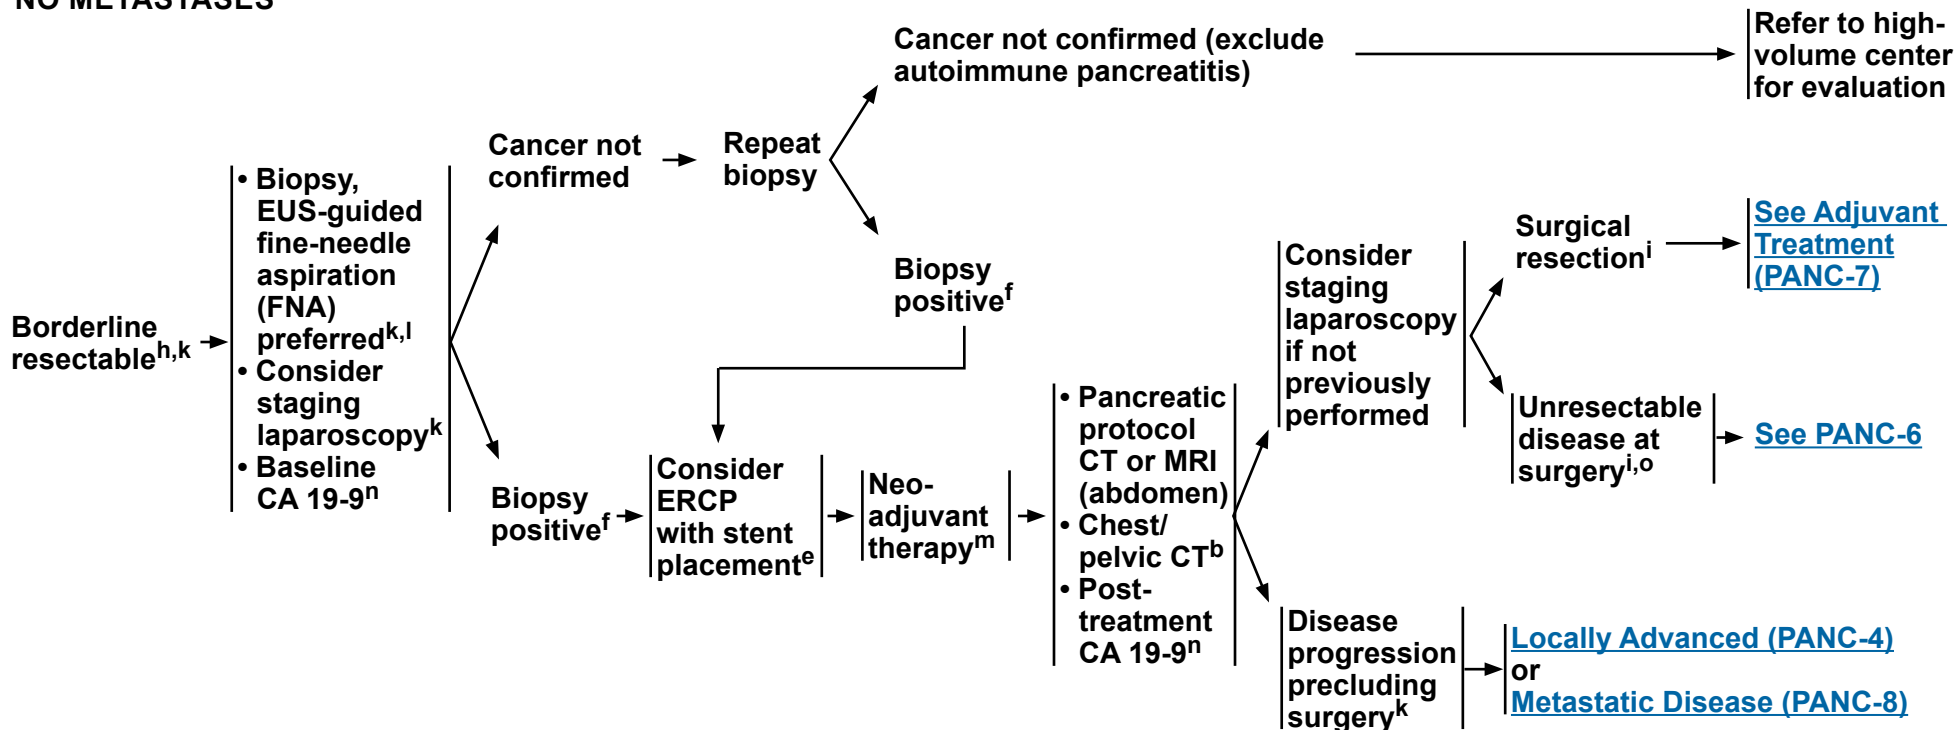 NO METASTASES
Borderline
resectableh,k
• Biopsy,
EUS-guided
fine-needle
aspiration
(FNA)
preferredk,l
• Consider
staging
laparoscopyk
• Baseline
CA 19-9n
Cancer not
confirmed
Repeat
biopsy
Cancer not confirmed (exclude
autoimmune pancreatitis)
Refer to high-
volume center
for evaluation
Biopsy
positivef
Biopsy
positivef
Consider
ERCP
with stent
placemente
Neo-
adjuvant
therapym
• Pancreatic
protocol
CT or MRI
(abdomen)
• Chest/
pelvic CTb
• Post-
treatment
CA 19-9n
Consider
staging
laparoscopy
if not
previously
performed
Surgical
resectioni
See Adjuvant
Treatment
(PANC-7)
Unresectable
disease at
surgeryi,o
See PANC-6
Disease
progression
precluding
surgeryk
Locally Advanced (PANC-4)
or
Metastatic Disease (PANC-8)